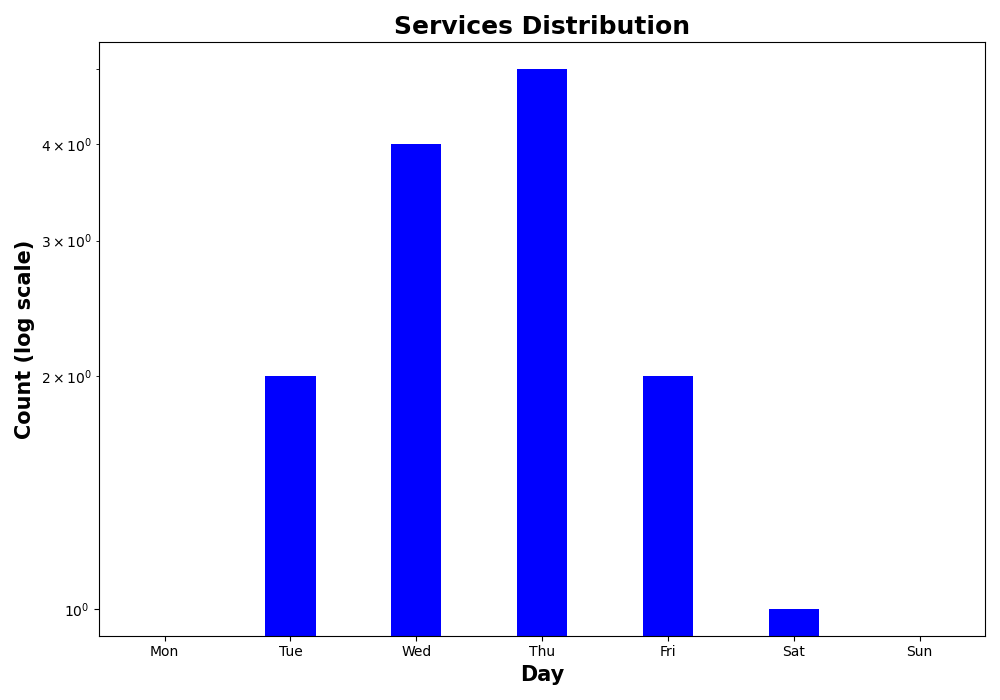 Services Distribution
Count (log scale)
4 × 10⁰
3 × 10⁰
2 × 10⁰
10⁰
Mon Tue Wed Thu Fri Sat Sun
Day